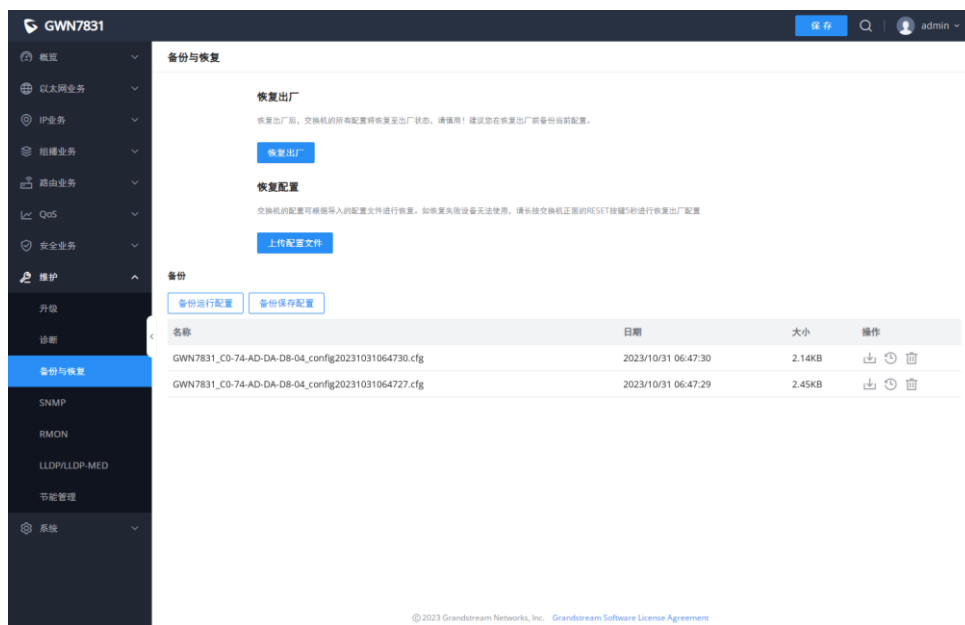 GWN7831
保存
admin
概览
以太网业务
IP业务
组播业务
路由业务
QoS
安全业务
维护
升级
诊断
备份与恢复
SNMP
RMON
LLDP/LLDP-MED
节能管理
系统
备份与恢复
恢复出厂
恢复出厂后，交换机的所有配置将恢复至出厂状态，请慎用！建议您在恢复出厂前备份当前配置。
恢复出厂
恢复配置
交换机的配置可根据导入的配置文件进行恢复。如恢复失败设备无法使用，请长按交换机正面的RESET按键5秒进行恢复出厂配置
上传配置文件
备份
备份运行配置 备份保存配置
名称 日期 大小 操作
GWN7831_C0-74-AD-DA-D8-04_config20231031064730.cfg 2023/10/31 06:47:30 2.14KB
GWN7831_C0-74-AD-DA-D8-04_config20231031064727.cfg 2023/10/31 06:47:29 2.45KB
© 2023 Grandstream Networks, Inc. Grandstream Software License Agreement